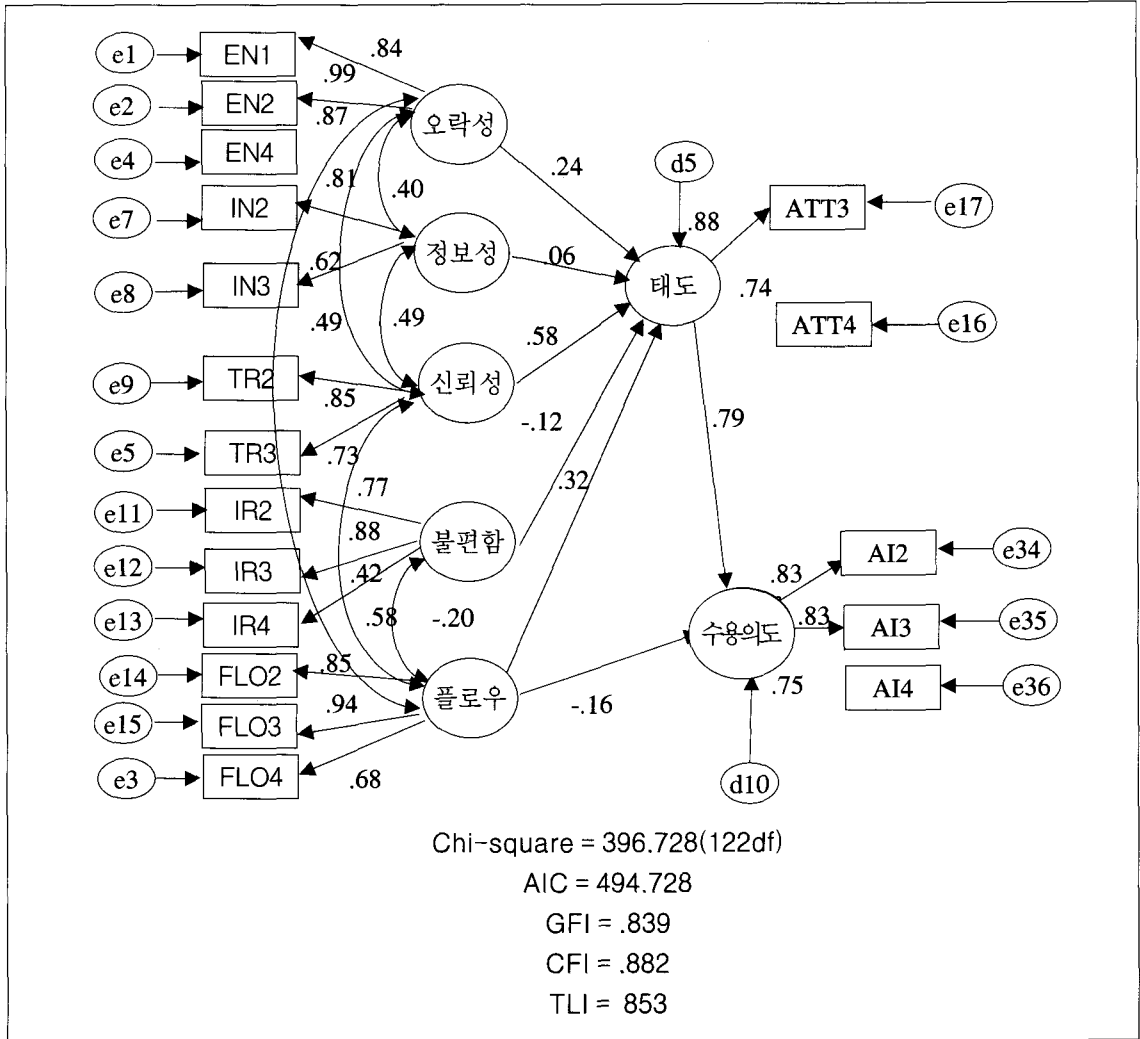 e1 EN1 .84
.99
e2 EN2 .87
오락성
e4 EN4
d5
.24
.81
.40
e7 IN2
ATT3 e17
.88
정보성
.06
.62
e8 IN3
태도
.74
ATT4 e16
.49
.49
.58
신뢰성
e9 TR2
.85
-.12
.79
e5 TR3
.73
.32
.77
e11 IR2
.88
불편함
AI2 e34
e12 IR3
.42
.83
e13 IR4
.58
-.20
.83
AI3 e35
수용의도
e14 FLO2
.85
플로우
.75
AI4 e36
.94
-.16
e15 FLO3
e3 FLO4
.68
d10
Chi-square = 396.728(122df)
AIC = 494.728
GFI = .839
CFI = .882
TLI = 853